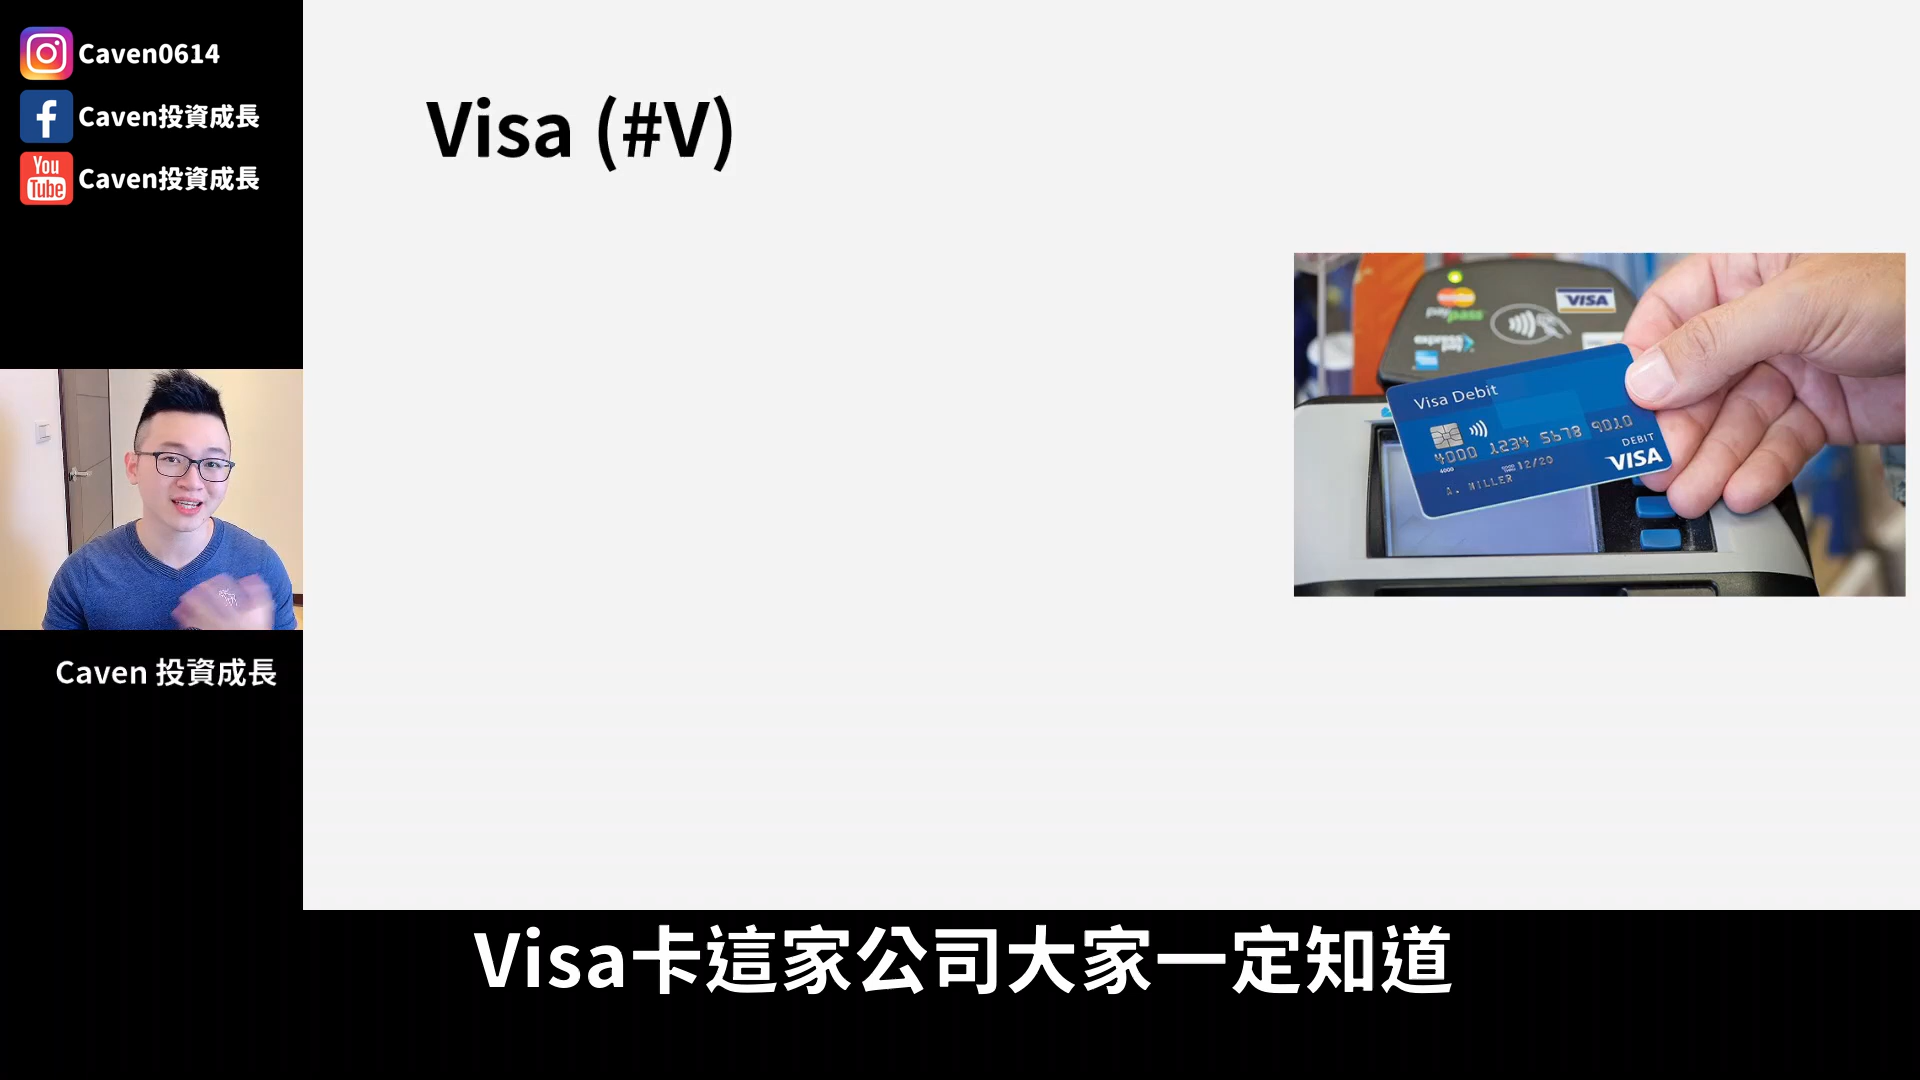 Caven0614
Caven投資成長
You
Tube
Caven投資成長
Visa (#V)
VISA
Visa Debit
4000 1234 5678 9010
4000
12/20
DEBIT
VISA
A. MILLER
Caven 投資成長
Visa卡這家公司大家一定知道